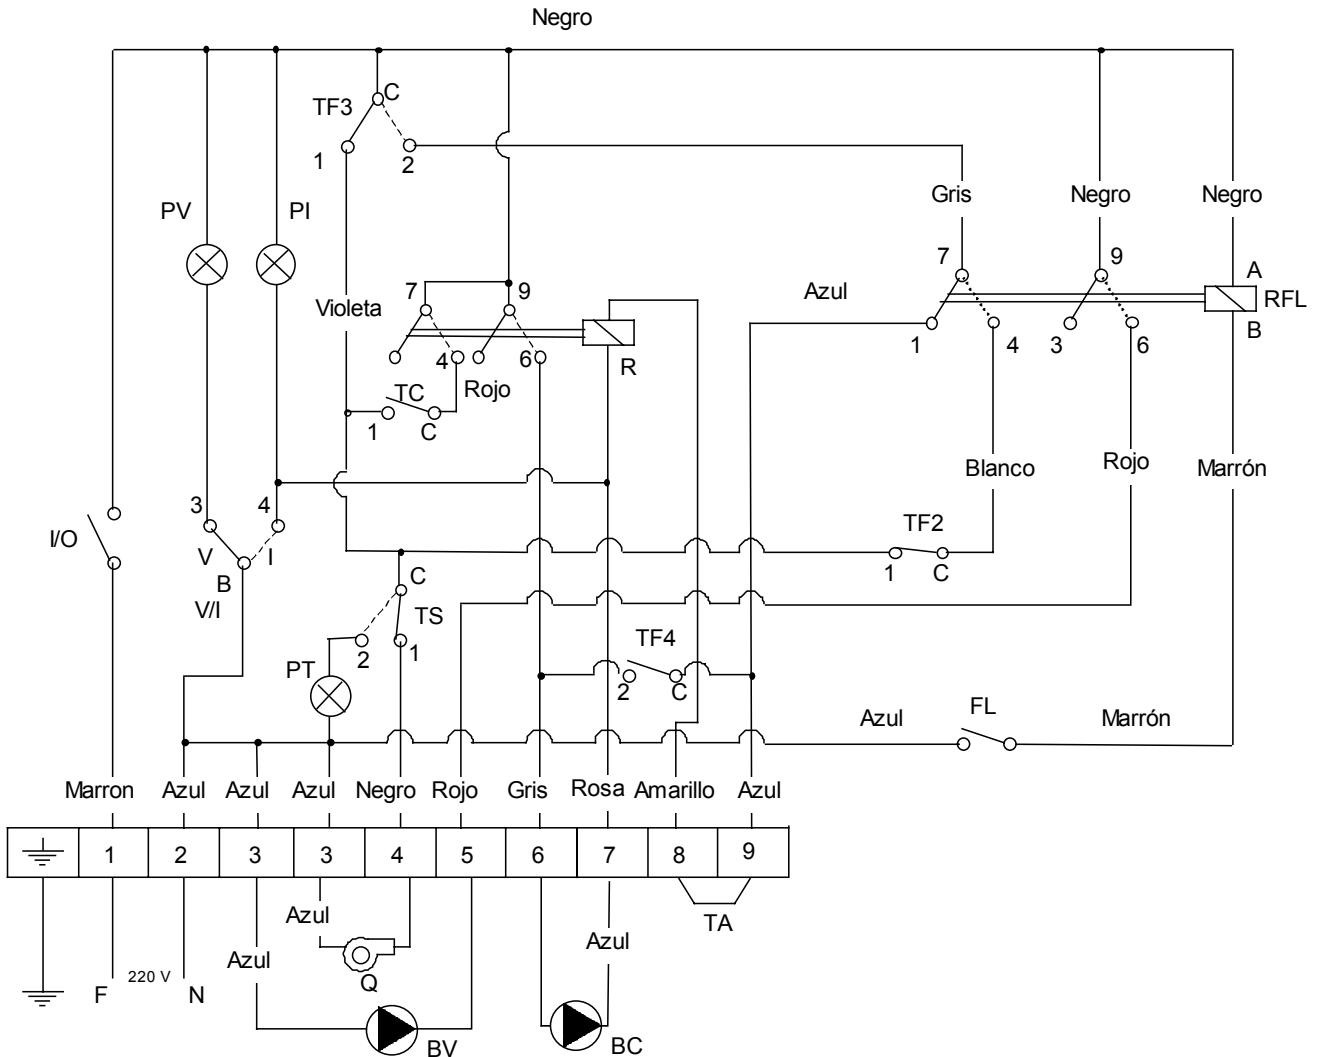 Negro
TF3
C
1
2
PV
PI
Gris
Negro
Negro
7
9
A
RFL
B
Violeta
7
9
Azul
1
4
3
6
4
6
R
TC
Rojo
1
C
Blanco
Rojo
Marrón
3
4
I/O
V
I
B
V/I
TF2
1
C
C
TS
2
1
PT
TF4
2
C
Azul
FL
Marrón
Marron
Azul
Azul
Azul
Negro
Rojo
Gris
Rosa
Amarillo
Azul
1
2
3
3
4
5
6
7
8
9
Azul
TA
Azul
Azul
Q
F
220 V
N
BV
BC